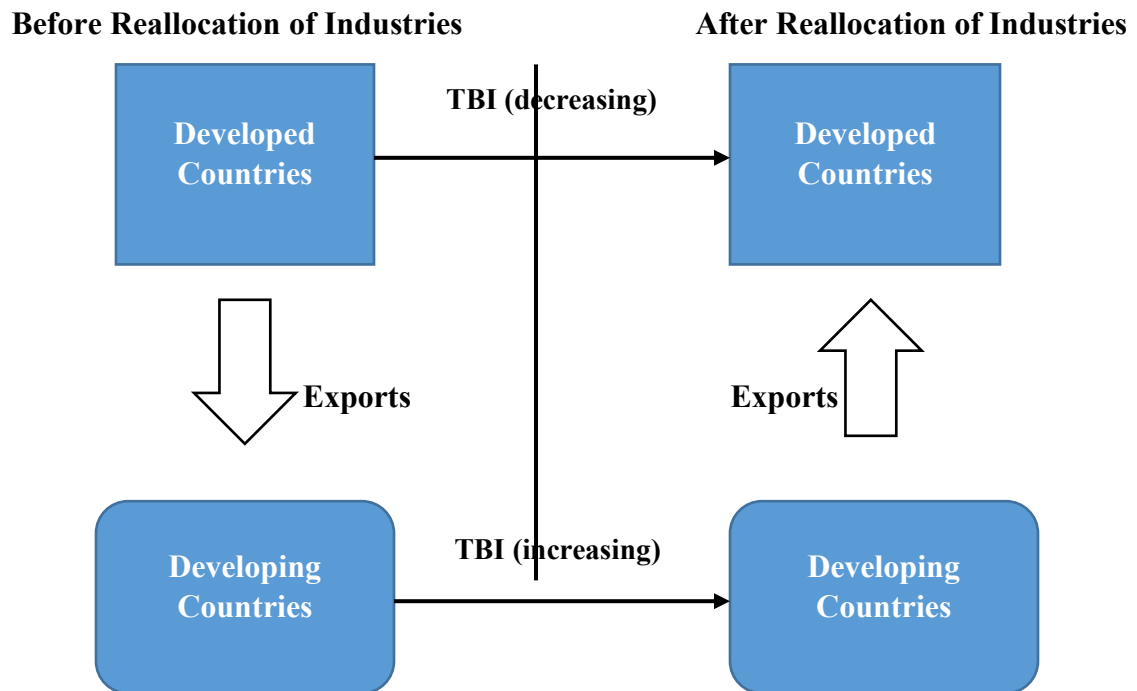 Before Reallocation of Industries
After Reallocation of Industries
TBI (decreasing)
Developed
Countries
Developed
Countries
Exports
Exports
TBI (increasing)
Developing
Countries
Developing
Countries